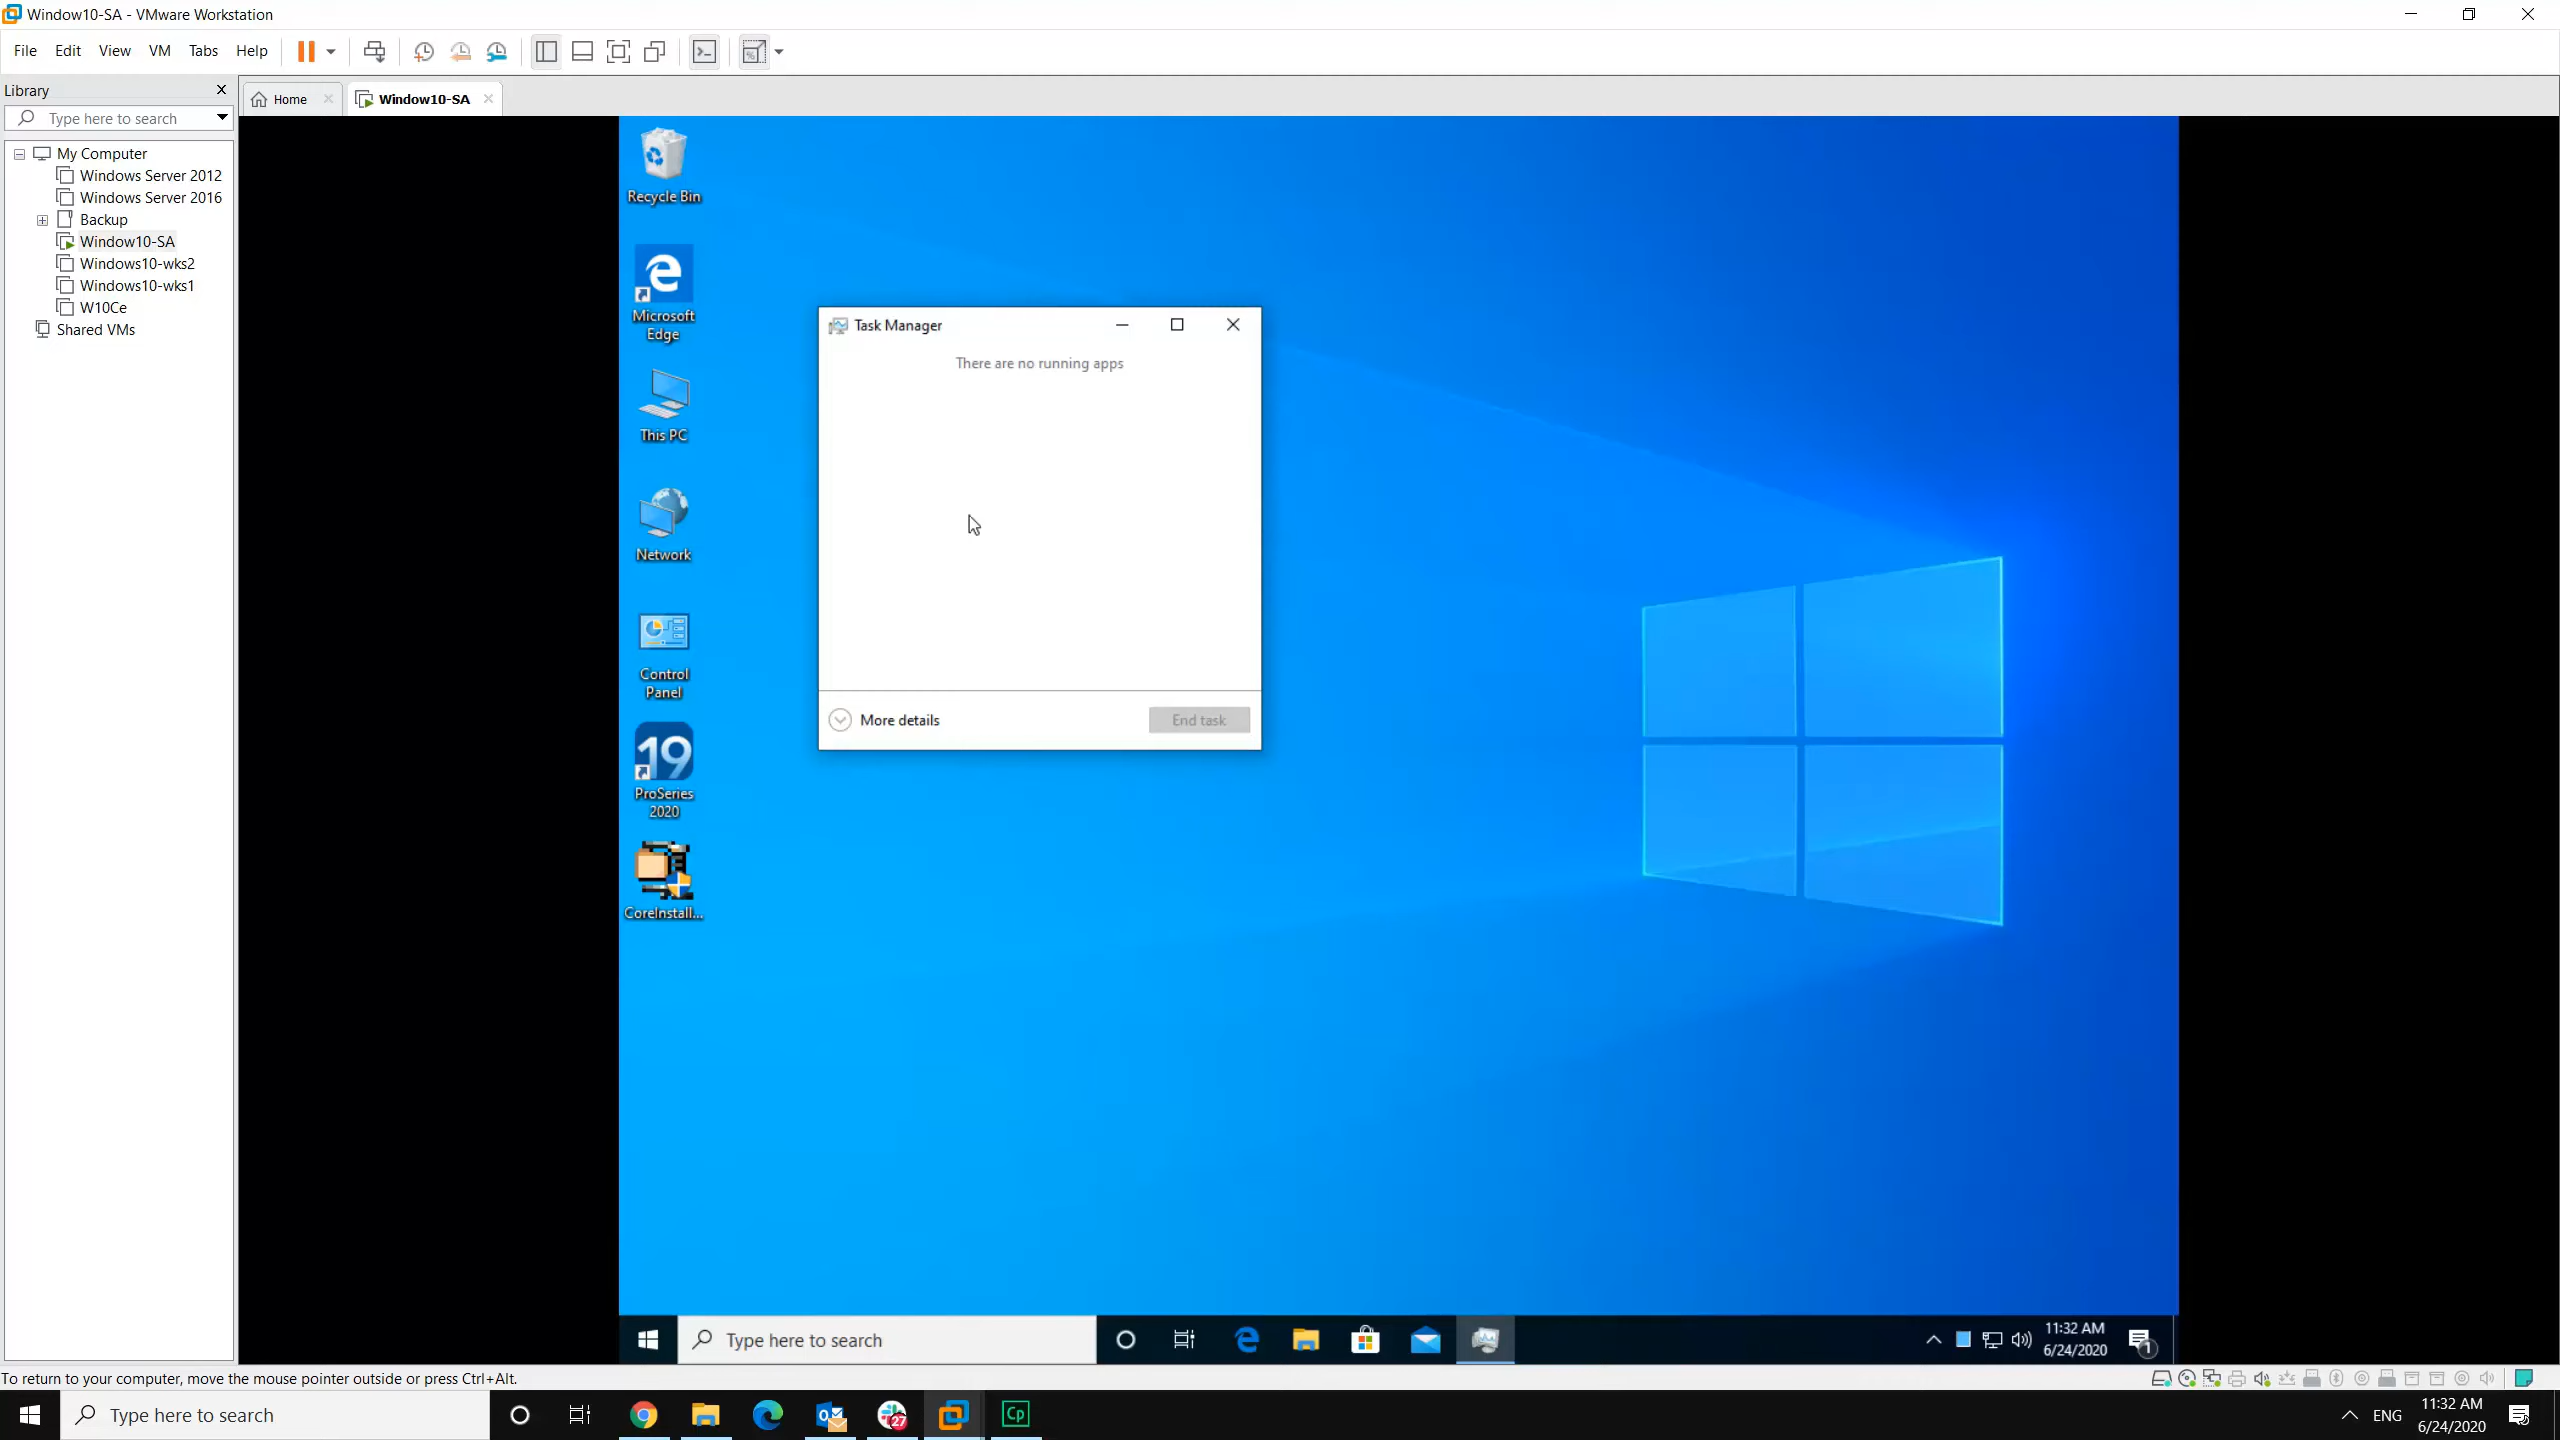 Window10-SA - VMware Workstation
File Edit View VM Tabs Help
Library
Type here to search
My Computer
Windows Server 2012
Windows Server 2016
Backup
Window10-SA
Windows10-wks2
Windows10-wks1
W10Ce
Shared VMs
Home
Window10-SA
Recycle Bin
Microsoft
Edge
This PC
Network
Control
Panel
19
ProSeries
2020
CoreInstall...
Task Manager
There are no running apps
More details
End task
Type here to search
11:32 AM
6/24/2020
1
To return to your computer, move the mouse pointer outside or press Ctrl+Alt.
Type here to search
27
Cp
ENG
11:32 AM
6/24/2020